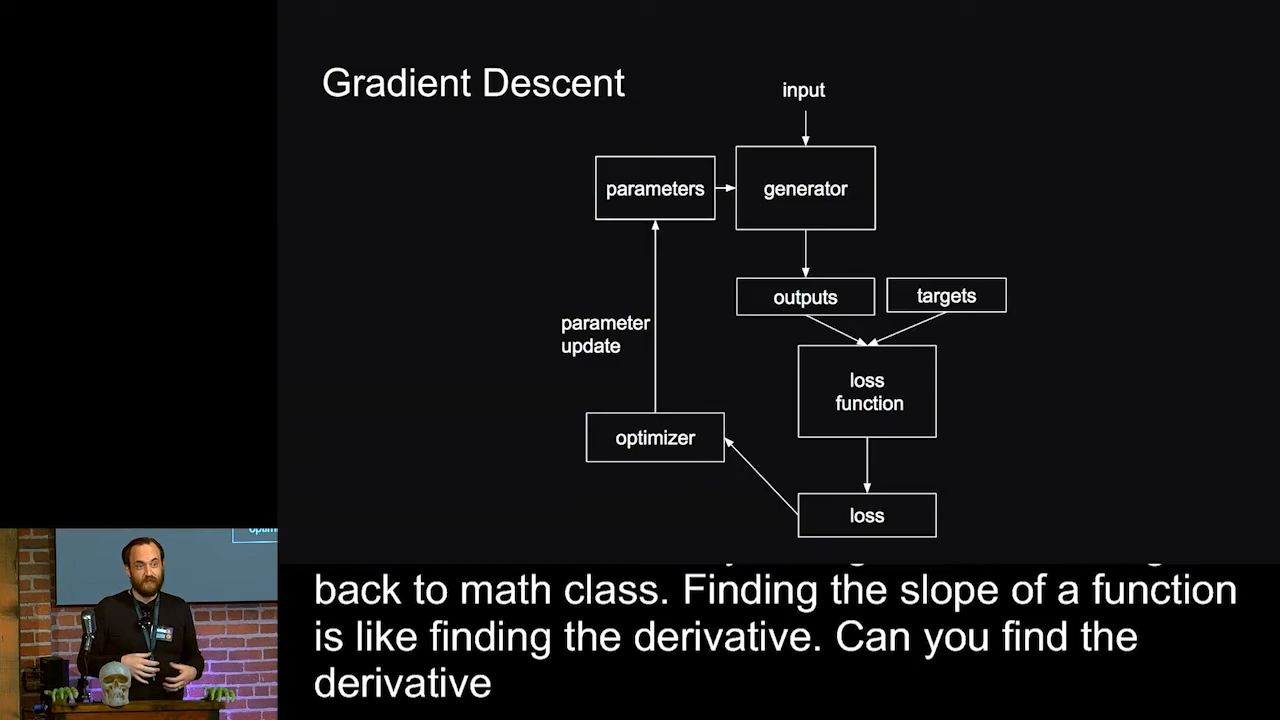 Gradient Descent
input
parameters
generator
outputs
targets
parameter
update
loss
function
optimizer
loss
back to math class. Finding the slope of a function
is like finding the derivative. Can you find the
derivative